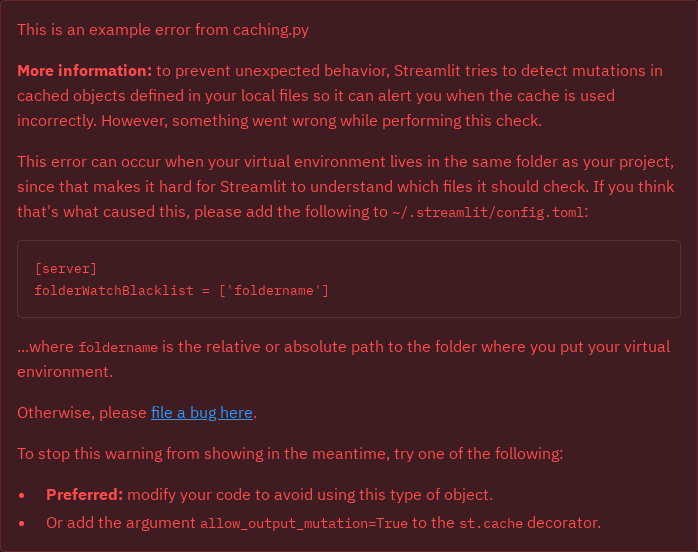 This is an example error from caching.py
More information: to prevent unexpected behavior, Streamlit tries to detect mutations in
cached objects defined in your local files so it can alert you when the cache is used
incorrectly. However, something went wrong while performing this check.
This error can occur when your virtual environment lives in the same folder as your project,
since that makes it hard for Streamlit to understand which files it should check. If you think
that's what caused this, please add the following to ~/.streamlit/config.toml:
[server]
folderWatchBlacklist = ['foldername']
...where foldername is the relative or absolute path to the folder where you put your virtual
environment.
Otherwise, please file a bug here.
To stop this warning from showing in the meantime, try one of the following:
• Preferred: modify your code to avoid using this type of object.
• Or add the argument allow_output_mutation=True to the st.cache decorator.